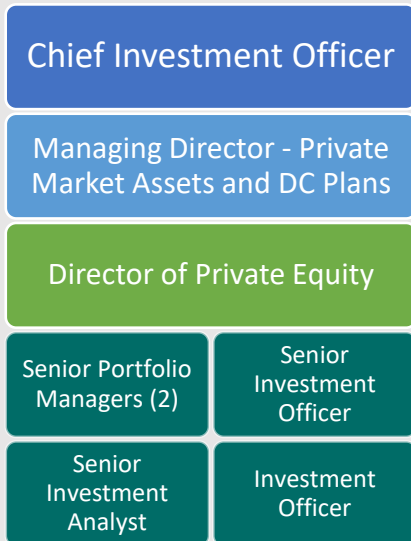 Chief Investment Officer
Managing Director - Private
Market Assets and DC Plans
Director of Private Equity
Senior Portfolio
Managers (2)
Senior
Investment
Officer
Senior
Investment
Analyst
Investment
Officer